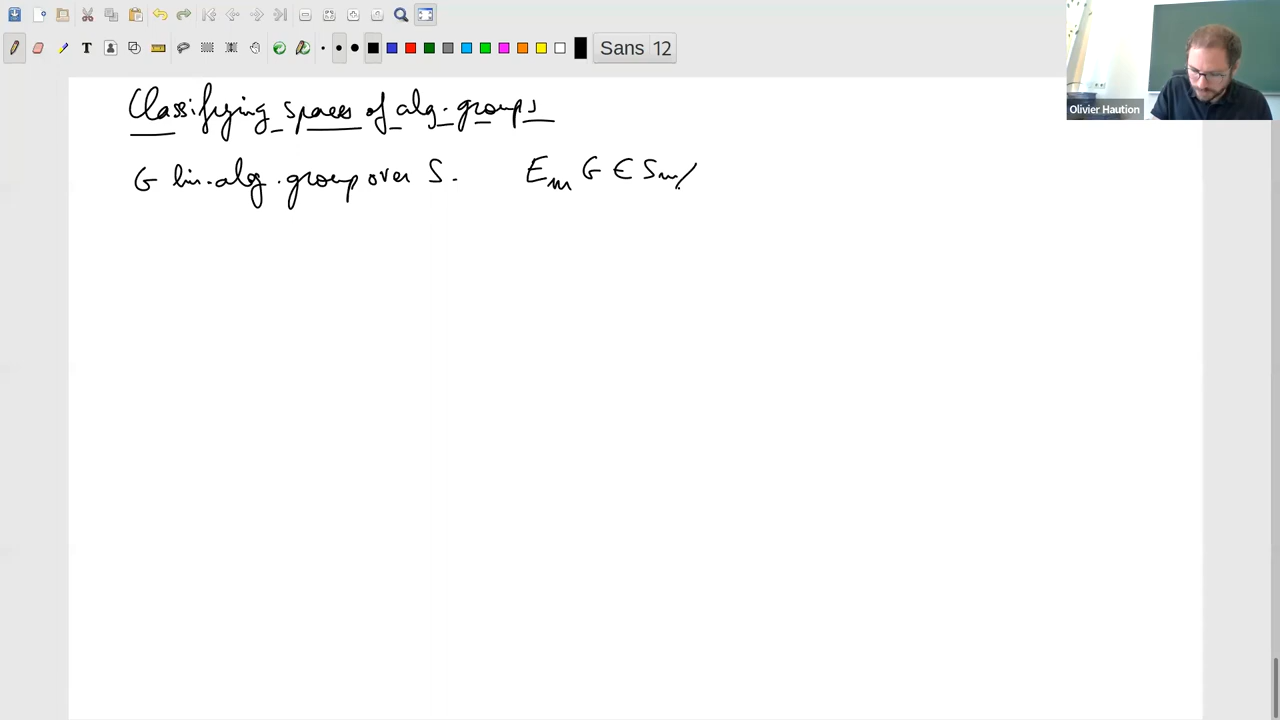 Sans 12
Olivier Haution
Classifying spaces of alg. groups
G lin. alg. group over S. E_m G ∈ Sm/